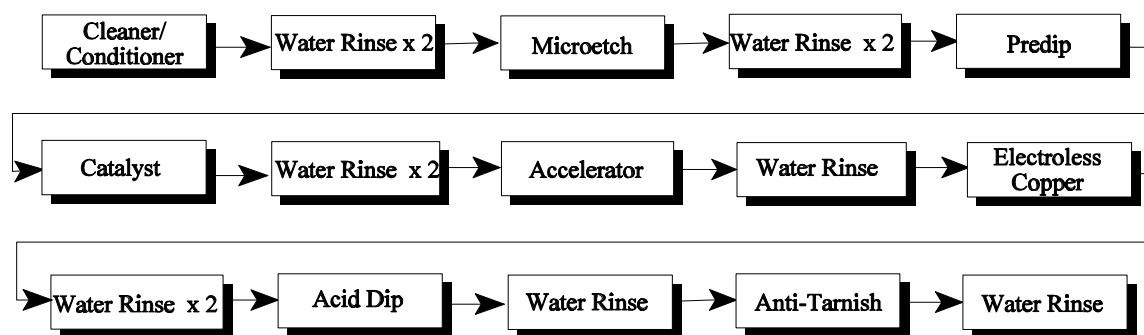 Cleaner/
Conditioner
Water Rinse x 2
Microetch
Water Rinse x 2
Predip
Catalyst
Water Rinse x 2
Accelerator
Water Rinse
Electroless
Copper
Water Rinse x 2
Acid Dip
Water Rinse
Anti-Tarnish
Water Rinse